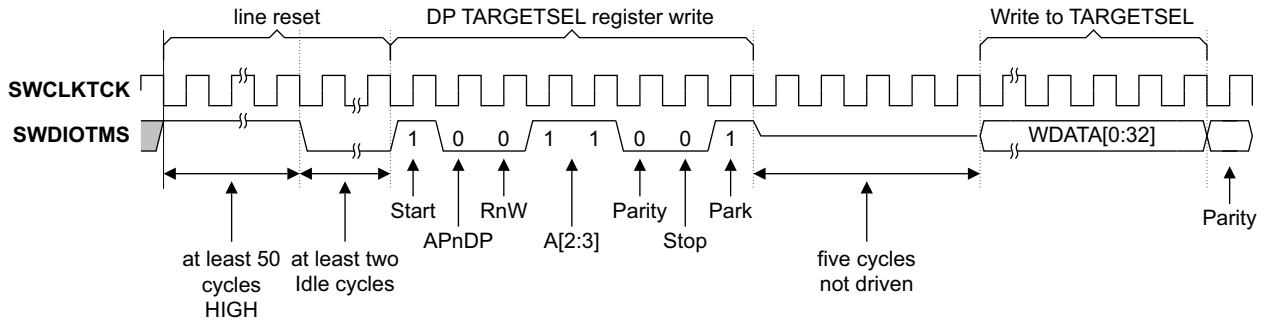 line reset
DP TARGETSEL register write
Write to TARGETSEL
SWCLKTCK
SWDIOTMS
1 0 0 1 1 0 0 1
WDATA[0:32]
Start
RnW
Parity
Park
APnDP
A[2:3]
Stop
Parity
at least 50
cycles
HIGH
at least two
Idle cycles
five cycles
not driven